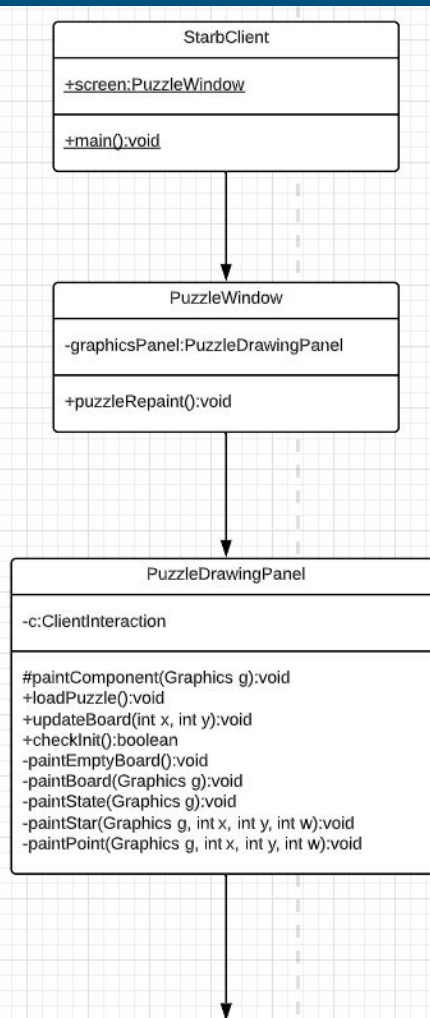 StarbClient
+screen:PuzzleWindow
+main():void
PuzzleWindow
-graphicsPanel:PuzzleDrawingPanel
+puzzleRepaint():void
PuzzleDrawingPanel
-c:ClientInteraction
#paintComponent(Graphics g):void
+loadPuzzle():void
+updateBoard(int x, int y):void
+checkInit():boolean
-paintEmptyBoard():void
-paintBoard(Graphics g):void
-paintState(Graphics g):void
-paintStar(Graphics g, int x, int y, int w):void
-paintPoint(Graphics g, int x, int y, int w):void